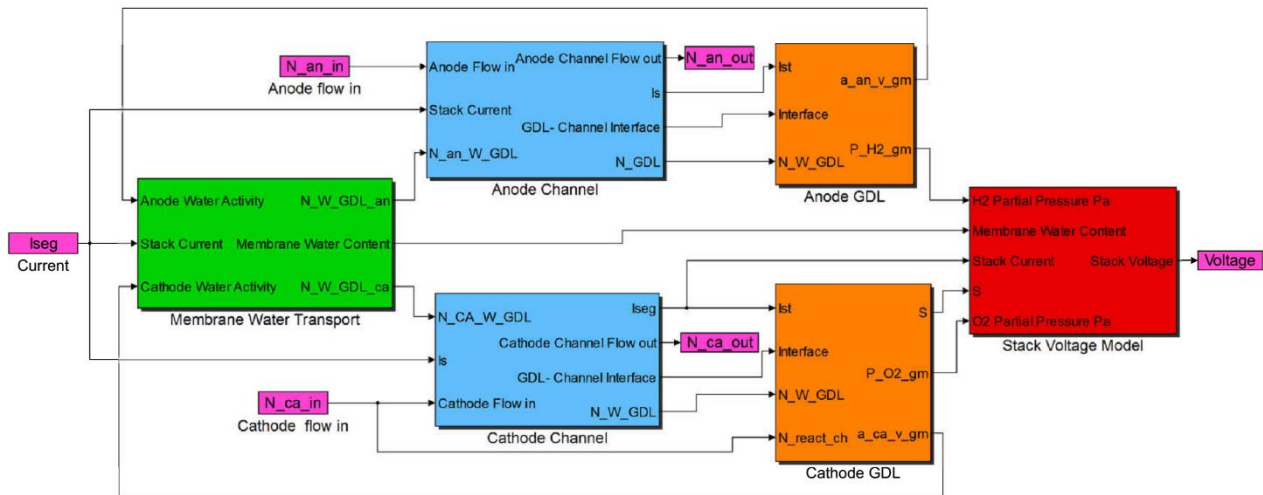 N_an_in
Anode flow in
Anode Flow in
Stack Current
N_an_W_GDL
Anode Channel Flow out
Is
GDL- Channel Interface
N_GDL
Anode Channel
N_an_out
Ist
Interface
N_W_GDL
a_an_v_gm
P_H2_gm
Anode GDL
Iseg
Current
Anode Water Activity
Stack Current
Cathode Water Activity
N_W_GDL_an
Membrane Water Content
N_W_GDL_ca
Membrane Water Transport
H2 Partial Pressure Pa
Membrane Water Content
Stack Current
S
O2 Partial Pressure Pa
Stack Voltage
Stack Voltage Model
Voltage
N_CA_W_GDL
Is
Cathode Flow in
Iseg
Cathode Channel Flow out
GDL- Channel Interface
N_W_GDL
Cathode Channel
N_ca_out
N_ca_in
Cathode flow in
Ist
Interface
N_W_GDL
N_react_ch
S
P_O2_gm
a_ca_v_gm
Cathode GDL